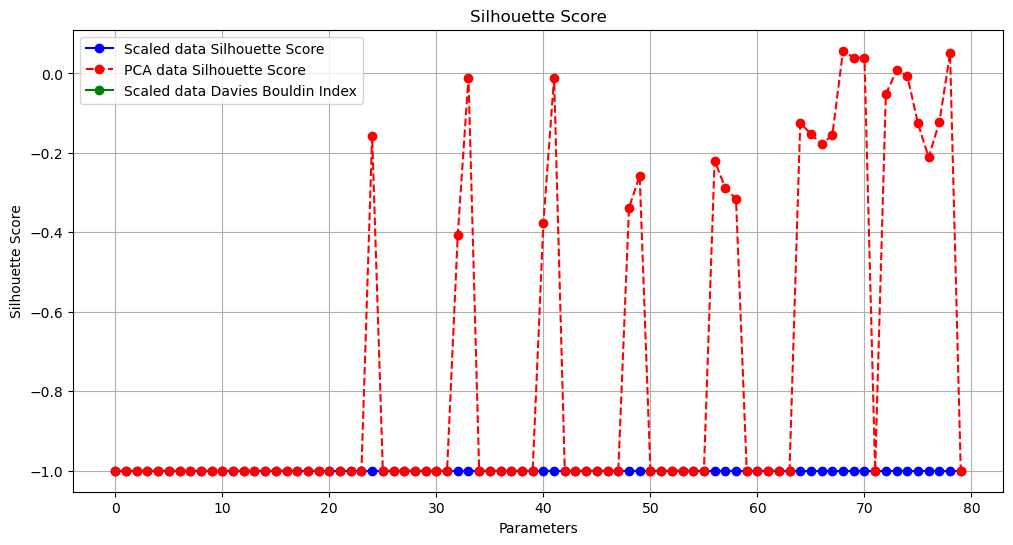 Silhouette Score
Scaled data Silhouette Score
PCA data Silhouette Score
Scaled data Davies Bouldin Index
0.0
−0.2
−0.4
−0.6
−0.8
−1.0
Silhouette Score
0 10 20 30 40 50 60 70 80
Parameters